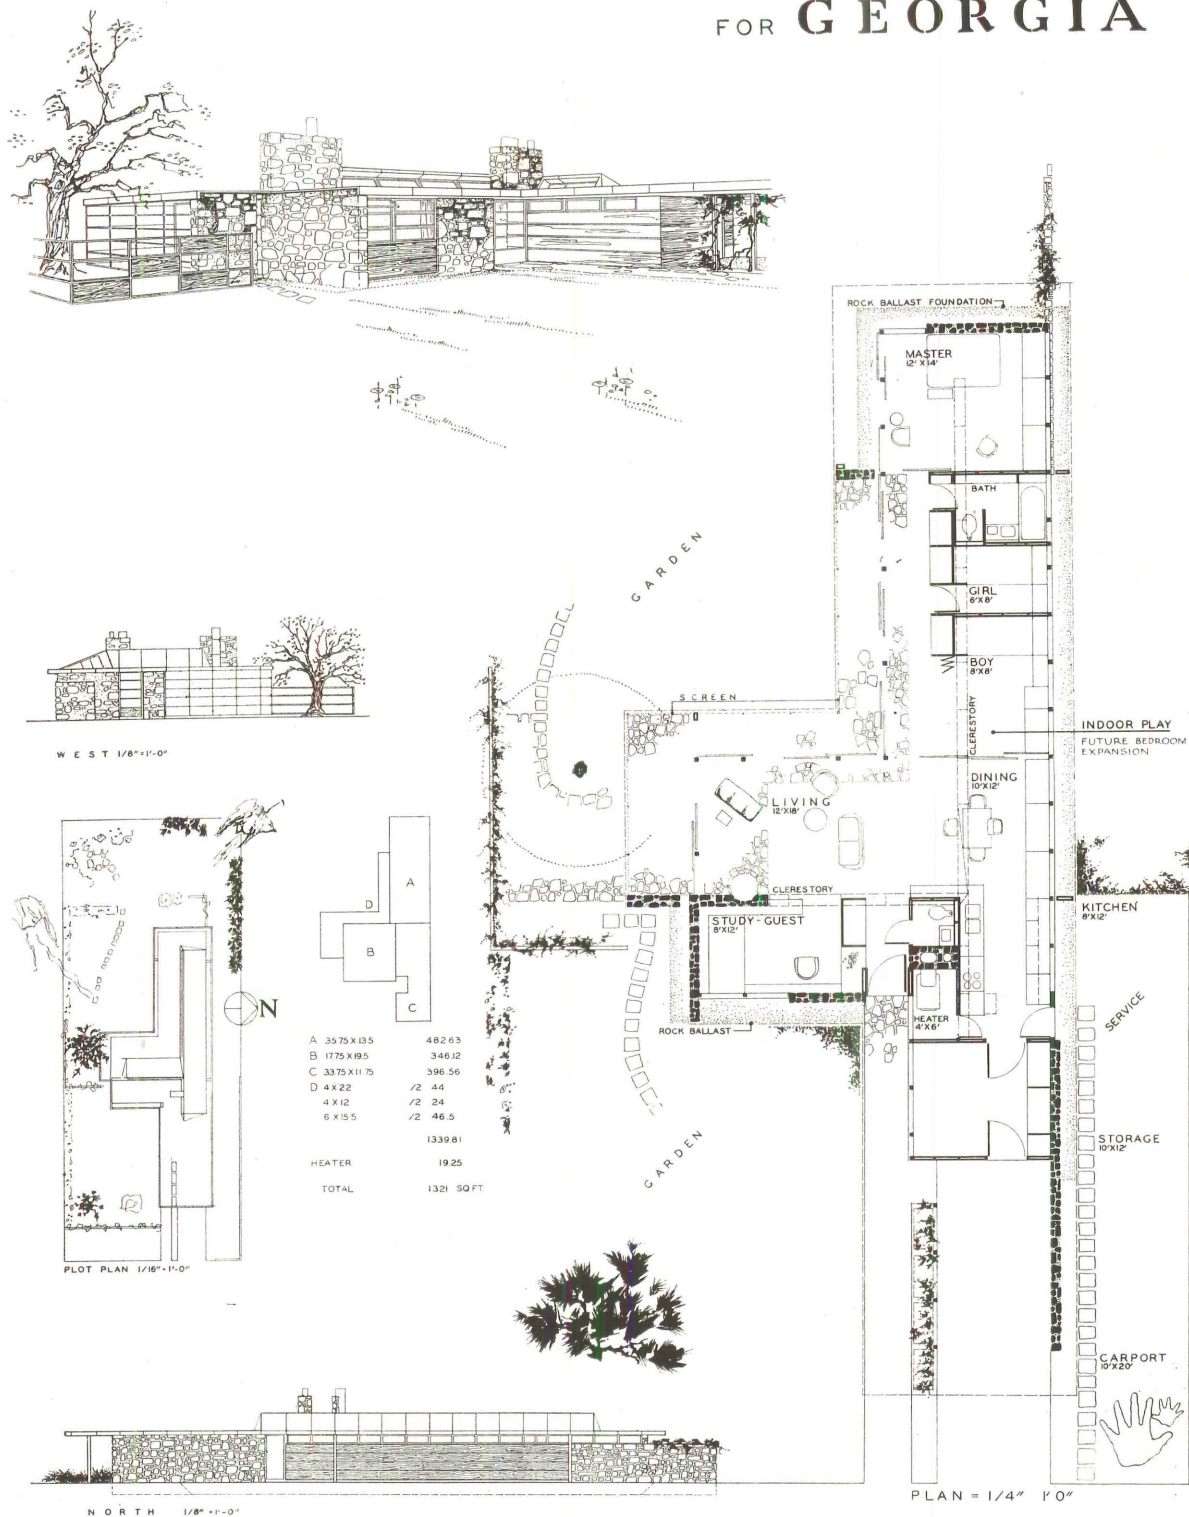 FOR GEORGIA
ROCK BALLAST FOUNDATION
MASTER
12' X 14'
BATH
GARDEN
GIRL
6'X8'
BOY
8'X8'
SCREEN
CLERESTORY
INDOOR PLAY
FUTURE BEDROOM
EXPANSION
WEST 1/8"=1'-0"
DINING
10'X12'
LIVING
12'X18'
CLERESTORY
KITCHEN
8'X12'
STUDY-GUEST
8'X12'
A
D
B
C
N
HEATER
4'X6'
SERVICE
ROCK BALLAST
A 35.75 X 13.5 482.63
B 17.75 X 19.5 346.12
C 33.75 X 11.75 396.56
D 4 X 22 /2 44
4 X 12 /2 24
6 X 15.5 /2 46.5
1339.81
HEATER 19.25
TOTAL 1321 SQ FT
GARDEN
STORAGE
10'X12'
PLOT PLAN 1/16"=1'-0"
CARPORT
10'X20'
PLAN = 1/4" 1'0"
NORTH 1/8"=1'-0"